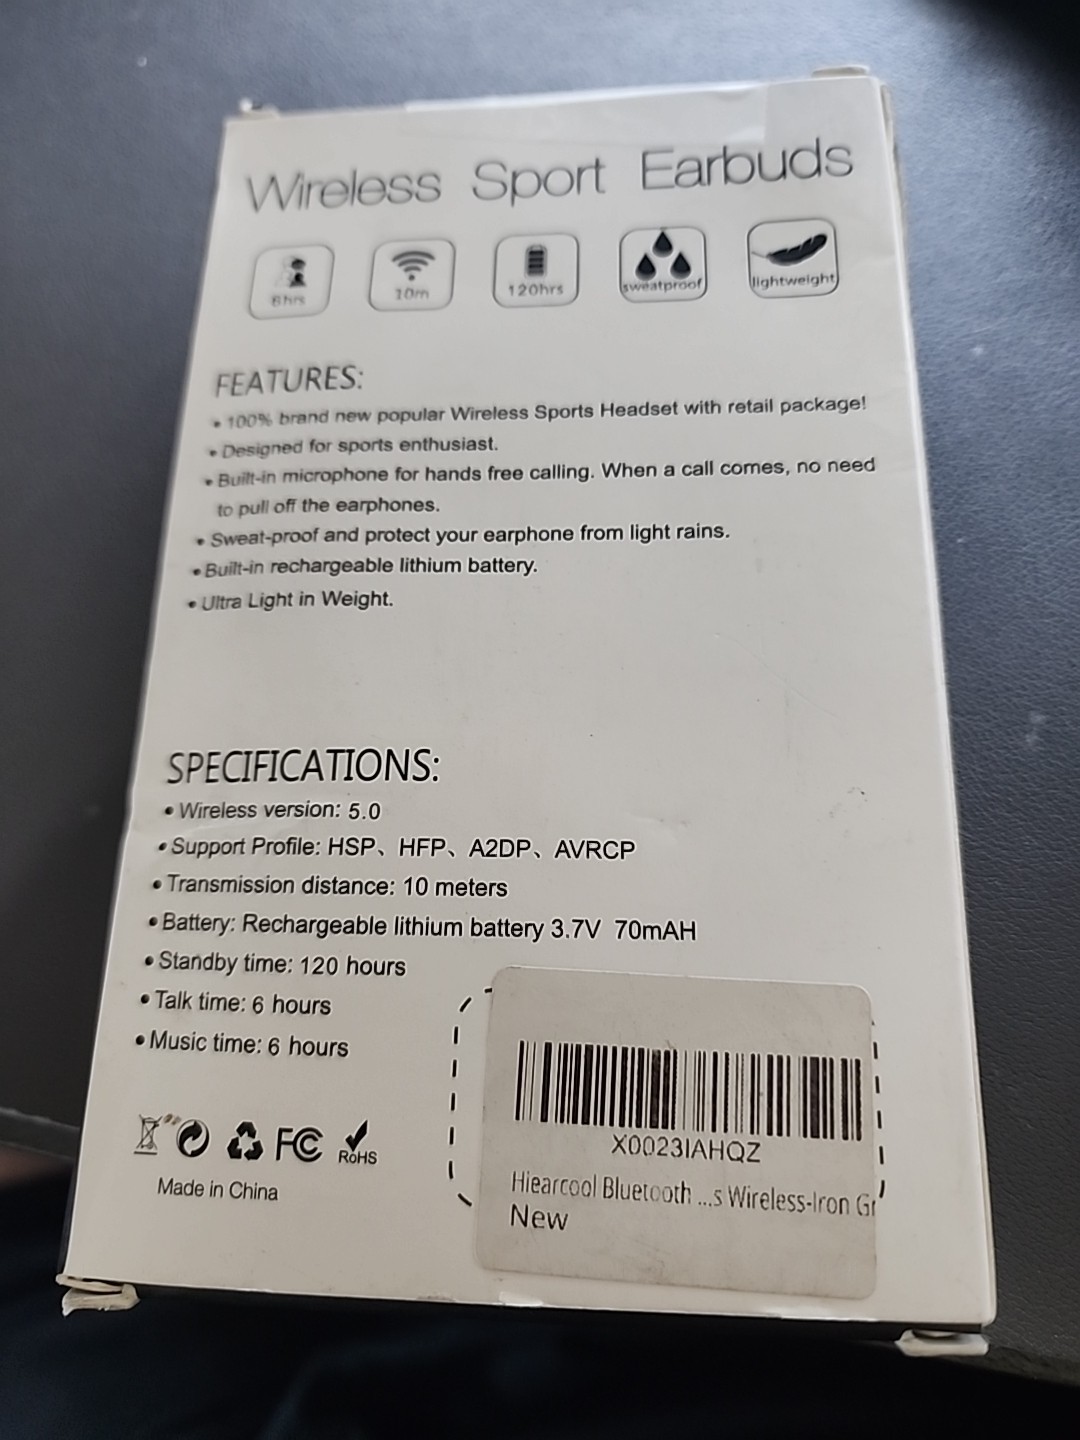 Wireless Sport Earbuds
6hrs 10m 120hrs sweatproof lightweight
FEATURES:
• 100% brand new popular Wireless Sports Headset with retail package!
• Designed for sports enthusiast.
• Built-in microphone for hands free calling. When a call comes, no need
to pull off the earphones.
• Sweat-proof and protect your earphone from light rains.
• Built-in rechargeable lithium battery.
• Ultra Light in Weight.
SPECIFICATIONS:
• Wireless version: 5.0
• Support Profile: HSP、HFP、A2DP、AVRCP
• Transmission distance: 10 meters
• Battery: Rechargeable lithium battery 3.7V 70mAH
• Standby time: 120 hours
• Talk time: 6 hours
• Music time: 6 hours
FC RoHS
Made in China
X0023IAHQZ
Hiearcool Bluetooth ...s Wireless-Iron Gr
New